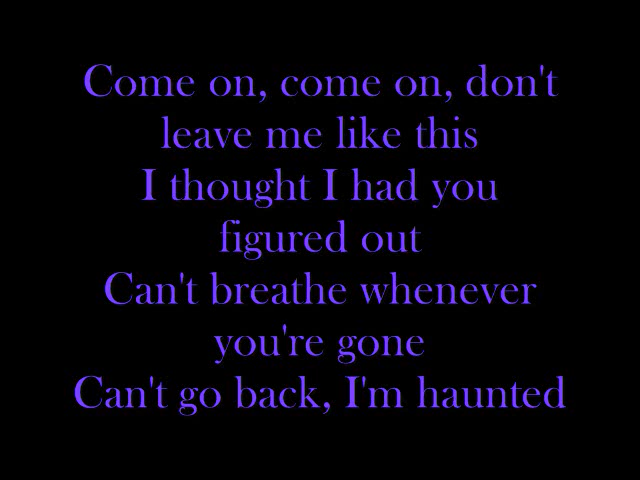 Come on, come on, don't
leave me like this
I thought I had you
figured out
Can't breathe whenever
you're gone
Can't go back, I'm haunted